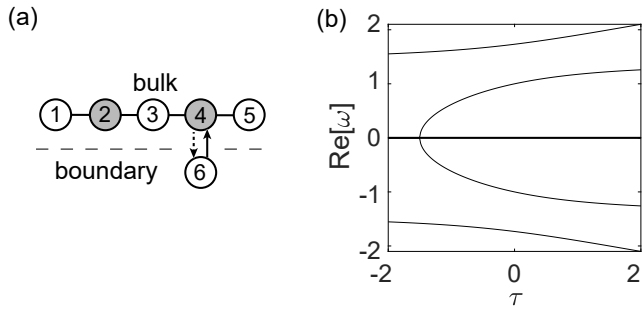 (a)
bulk
1 2 3 4 5
boundary
6
(b)
Re[ω]
2
1
0
-1
-2
-2 0 2
τ